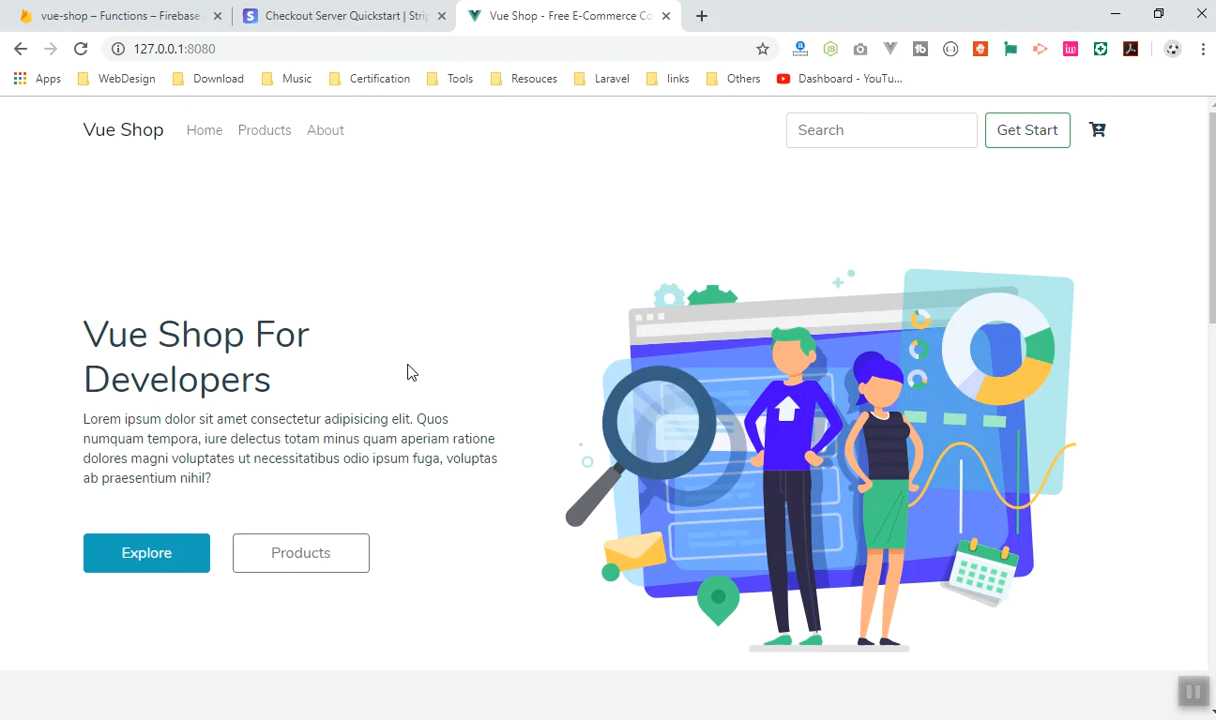 vue-shop – Functions – Firebase
Checkout Server Quickstart | Strip
Vue Shop - Free E-Commerce Co
127.0.0.1:8080
Apps WebDesign Download Music Certification Tools Resouces Laravel links Others Dashboard - YouTu...
Vue Shop Home Products About Search Get Start
Vue Shop For
Developers
Lorem ipsum dolor sit amet consectetur adipisicing elit. Quos
numquam tempora, iure delectus totam minus quam aperiam ratione
dolores magni voluptates ut necessitatibus odio ipsum fuga, voluptas
ab praesentium nihil?
Explore Products